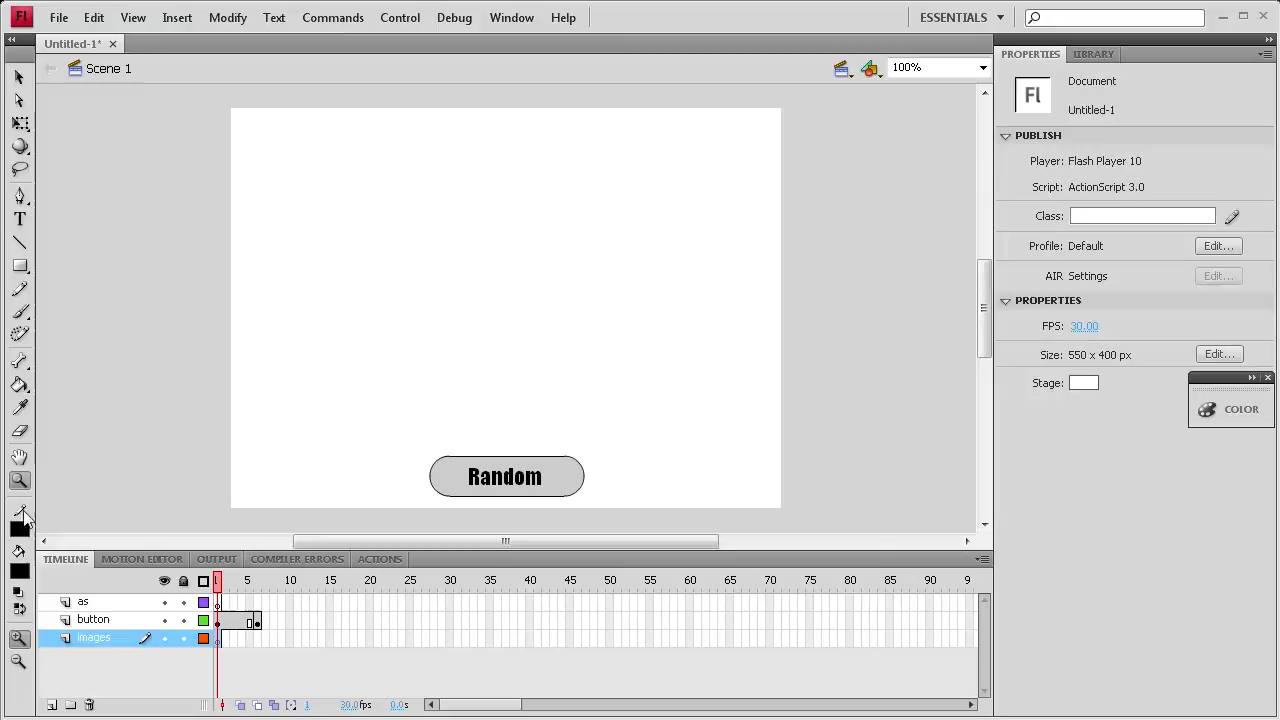 Fl File Edit View Insert Modify Text Commands Control Debug Window Help ESSENTIALS
Untitled-1*
Scene 1 100%
PROPERTIES LIBRARY
Fl Document
Untitled-1
PUBLISH
Player: Flash Player 10
Script: ActionScript 3.0
Class:
Profile: Default Edit...
AIR Settings Edit...
PROPERTIES
FPS: 30.00
Size: 550 x 400 px Edit...
Stage:
COLOR
T
Random
TIMELINE MOTION EDITOR OUTPUT COMPILER ERRORS ACTIONS
1 5 10 15 20 25 30 35 40 45 50 55 60 65 70 75 80 85 90 9
as
button
images
1 30.0fps 0.0s